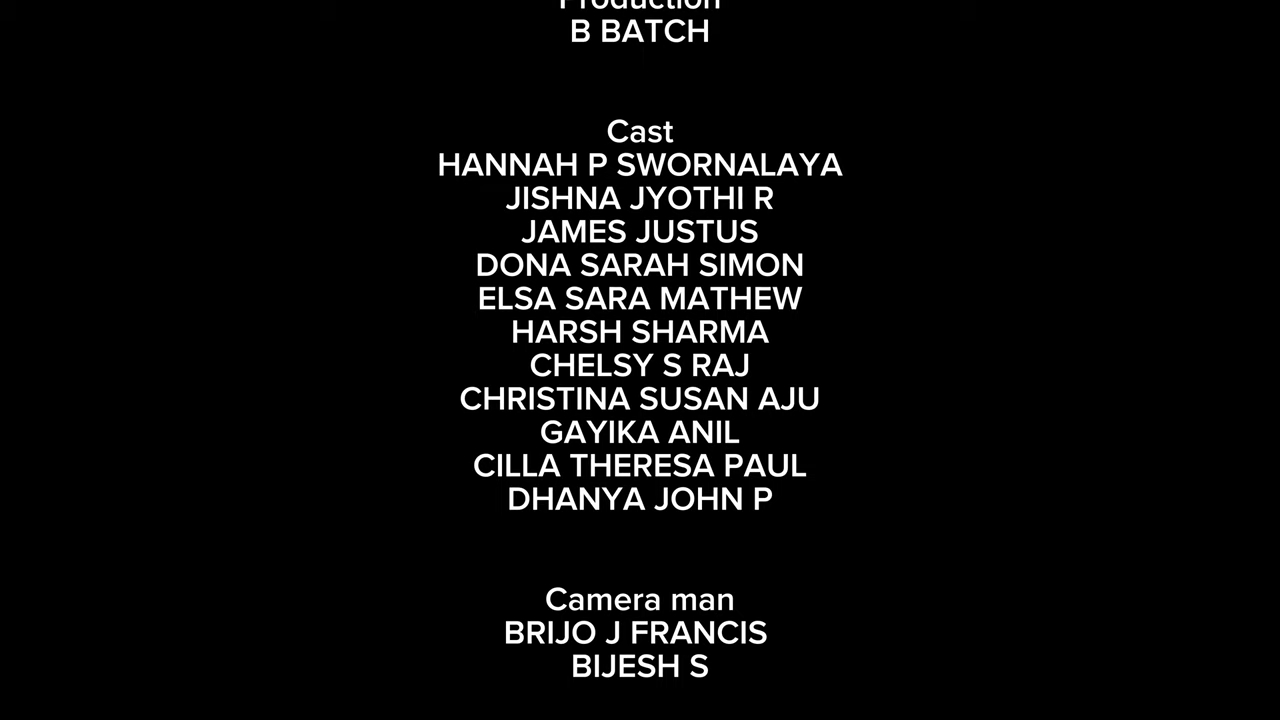 Production
B BATCH
Cast
HANNAH P SWORNALAYA
JISHNA JYOTHI R
JAMES JUSTUS
DONA SARAH SIMON
ELSA SARA MATHEW
HARSH SHARMA
CHELSY S RAJ
CHRISTINA SUSAN AJU
GAYIKA ANIL
CILLA THERESA PAUL
DHANYA JOHN P
Camera man
BRIJO J FRANCIS
BIJESH S